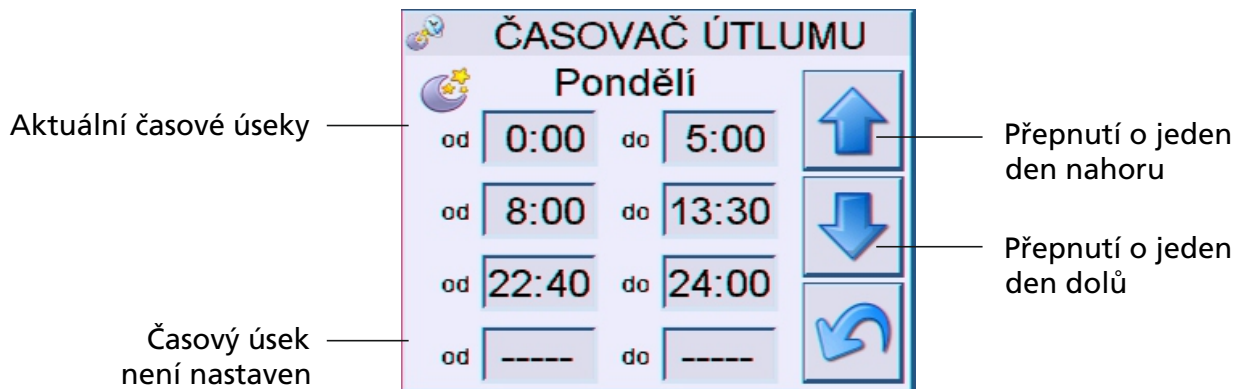 ČASOVAČ ÚTLUMU
Pondělí
Aktuální časové úseky
od 0:00 do 5:00
Přepnutí o jeden
den nahoru
od 8:00 do 13:30
od 22:40 do 24:00
Přepnutí o jeden
den dolů
Časový úsek
není nastaven
od ----- do -----